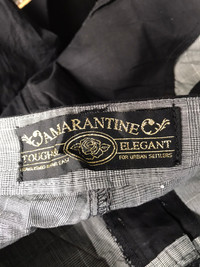 AMARANTINE
TOUGH& ELEGANT
FOR URBAN SETTLERS